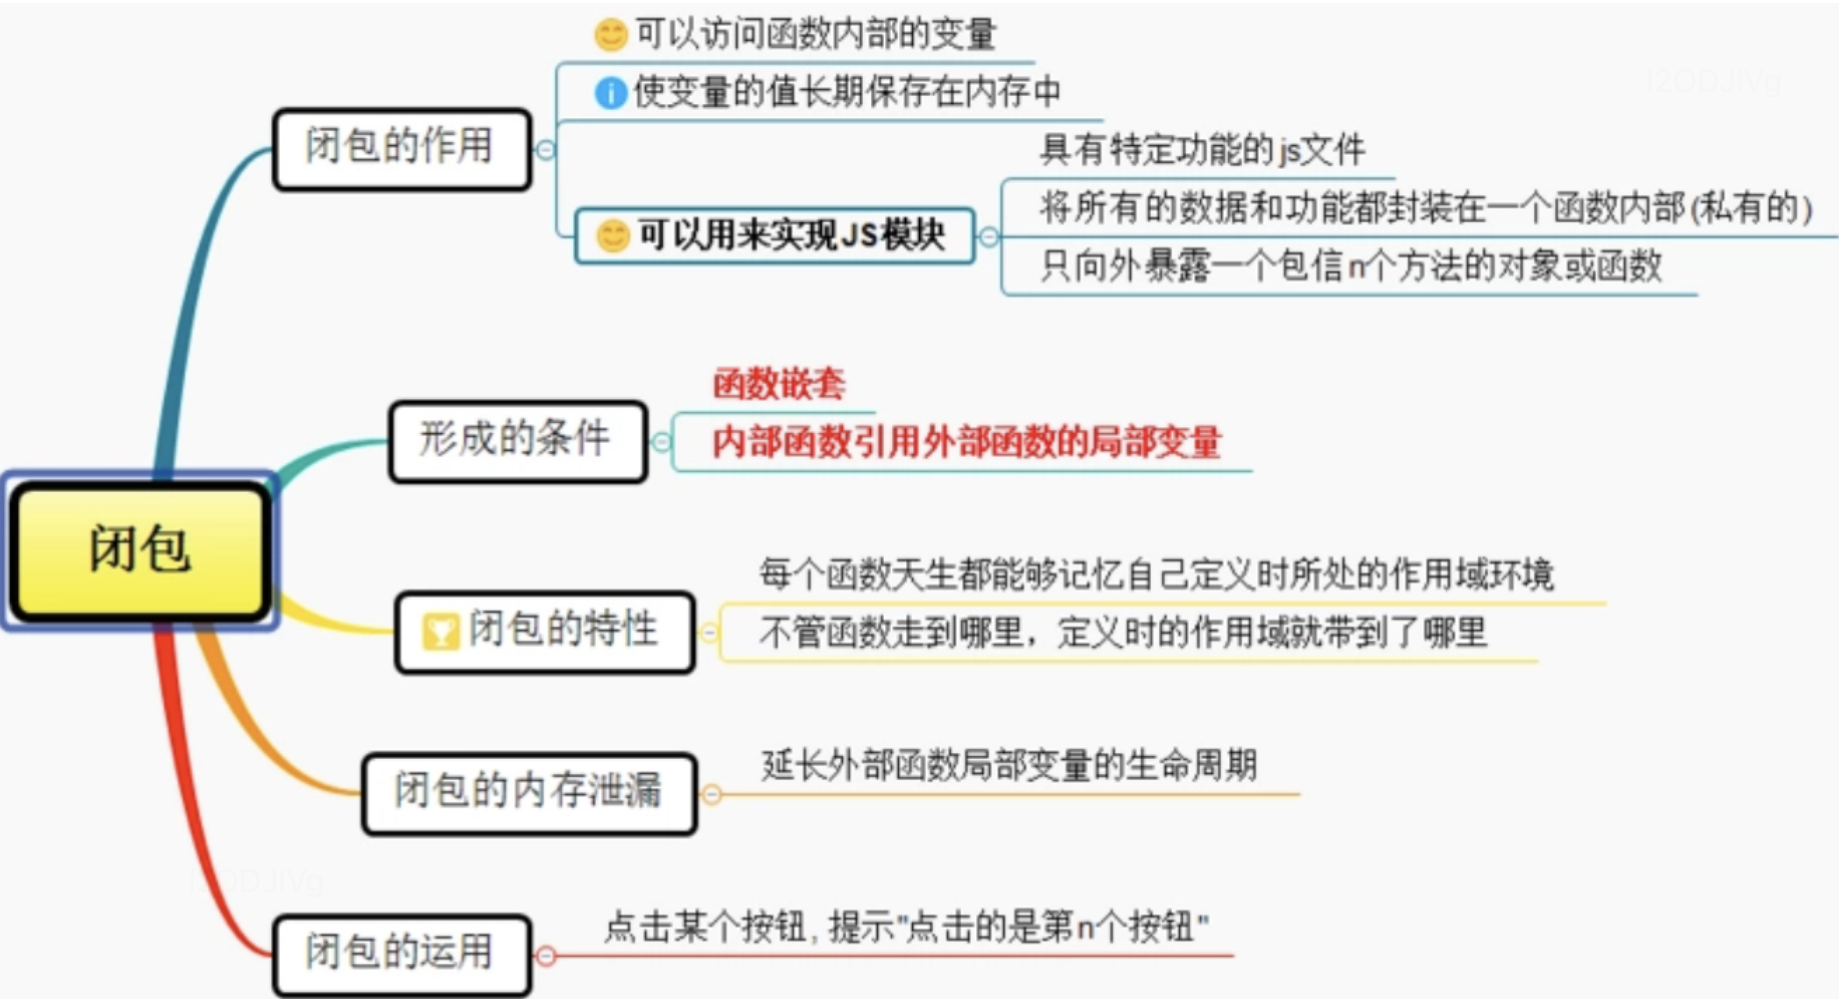 可以访问函数内部的变量
使变量的值长期保存在内存中
闭包的作用
具有特定功能的js文件
将所有的数据和功能都封装在一个函数内部(私有的)
可以用来实现JS模块
只向外暴露一个包信n个方法的对象或函数
函数嵌套
形成的条件
内部函数引用外部函数的局部变量
闭包
每个函数天生都能够记忆自己定义时所处的作用域环境
闭包的特性
不管函数走到哪里，定义时的作用域就带到了哪里
延长外部函数局部变量的生命周期
闭包的内存泄漏
点击某个按钮, 提示"点击的是第n个按钮"
闭包的运用